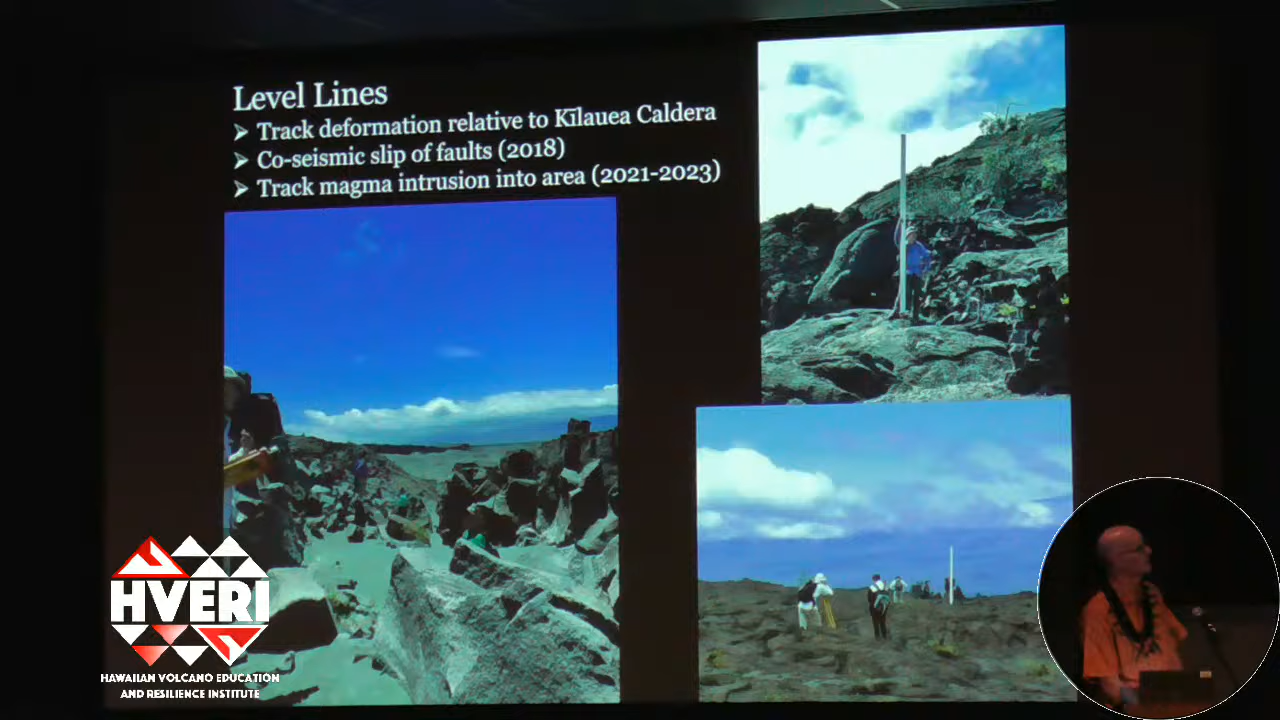 Level Lines
➢ Track deformation relative to Kīlauea Caldera
➢ Co-seismic slip of faults (2018)
➢ Track magma intrusion into area (2021-2023)
HVERI
HAWAIIAN VOLCANO EDUCATION
AND RESILIENCE INSTITUTE